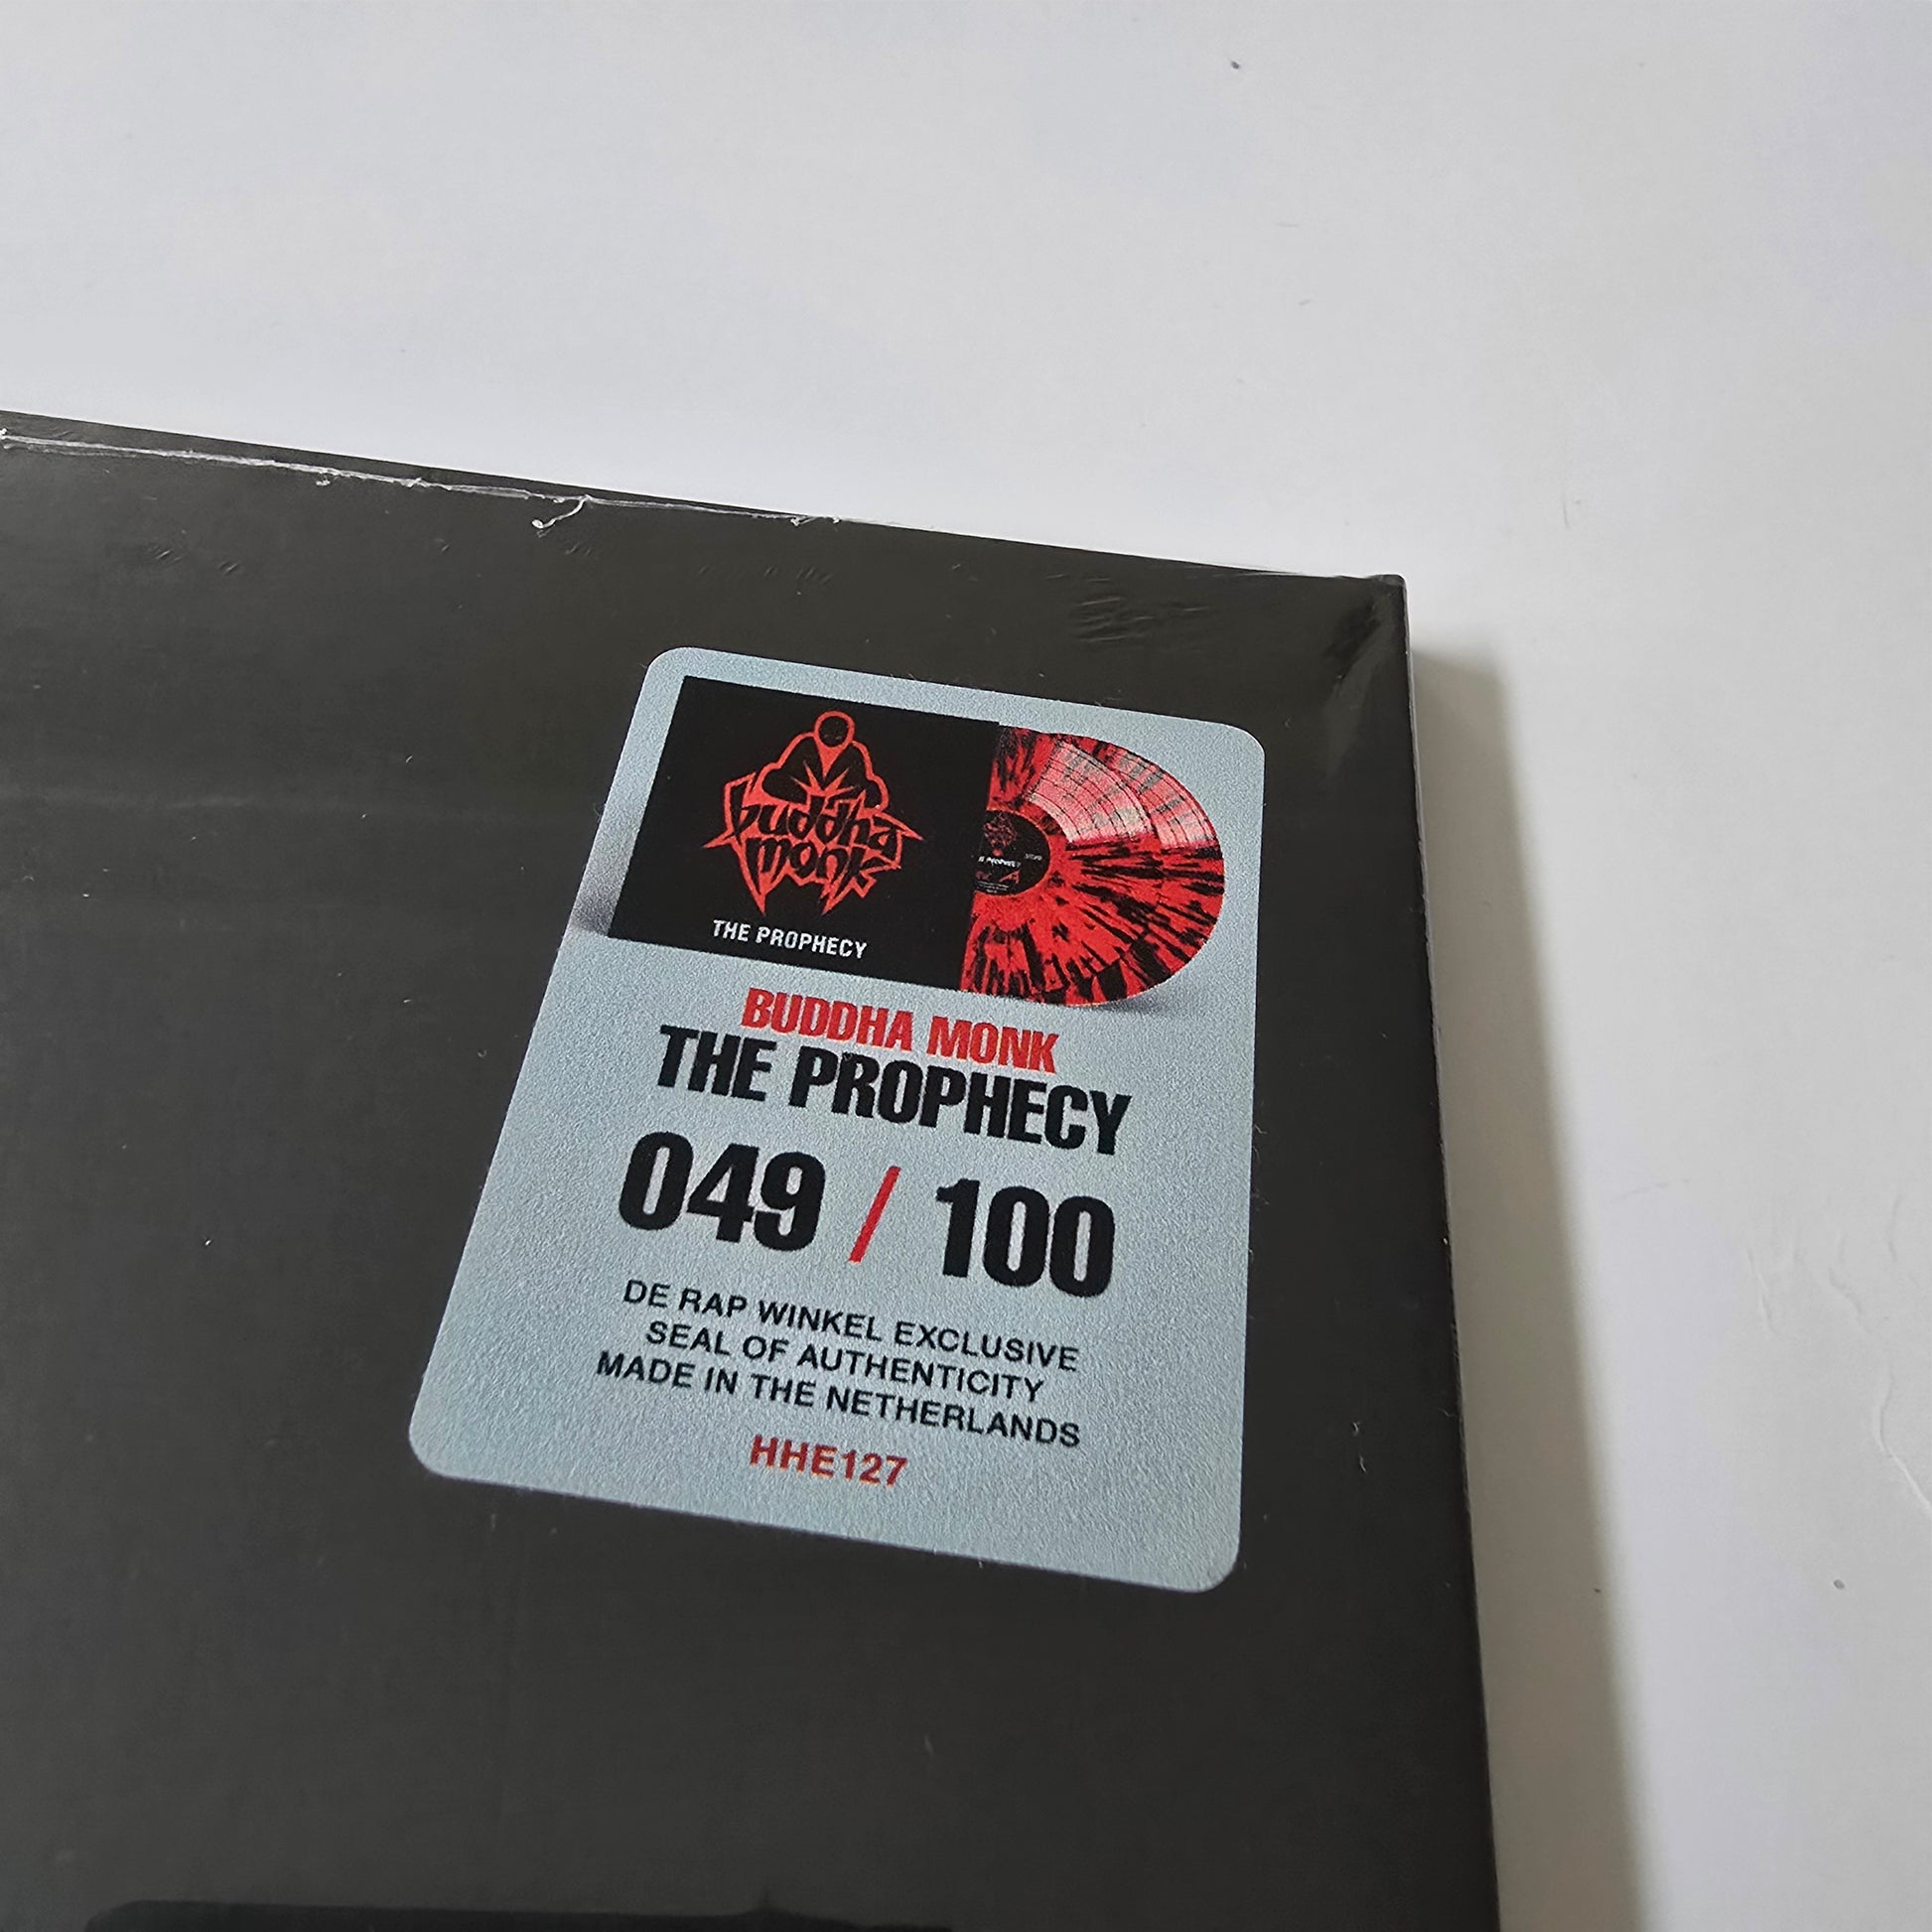 buddha
monk
THE PROPHECY
BUDDHA MONK
THE PROPHECY
049 / 100
DE RAP WINKEL EXCLUSIVE
SEAL OF AUTHENTICITY
MADE IN THE NETHERLANDS
HHE127